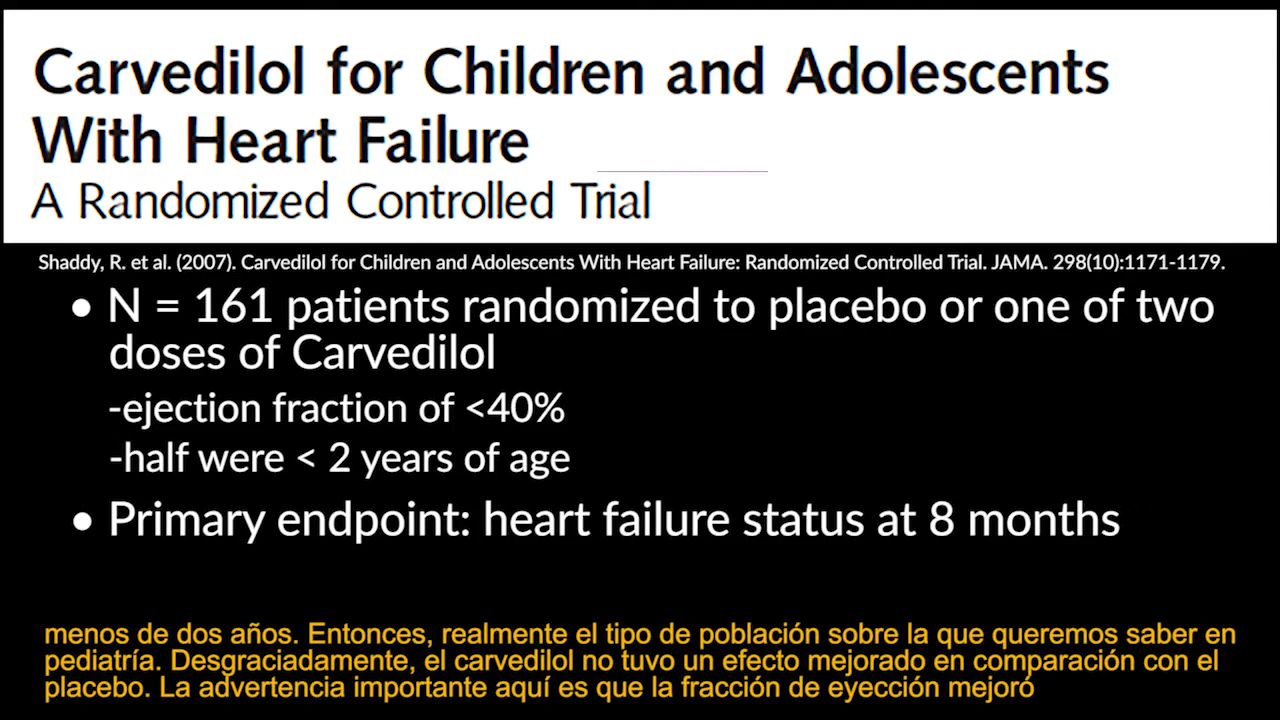 Carvedilol for Children and Adolescents
With Heart Failure
A Randomized Controlled Trial
Shaddy, R. et al. (2007). Carvedilol for Children and Adolescents With Heart Failure: Randomized Controlled Trial. JAMA. 298(10):1171-1179.
• N = 161 patients randomized to placebo or one of two
doses of Carvedilol
-ejection fraction of <40%
-half were < 2 years of age
• Primary endpoint: heart failure status at 8 months
menos de dos años. Entonces, realmente el tipo de población sobre la que queremos saber en
pediatría. Desgraciadamente, el carvedilol no tuvo un efecto mejorado en comparación con el
placebo. La advertencia importante aquí es que la fracción de eyección mejoró